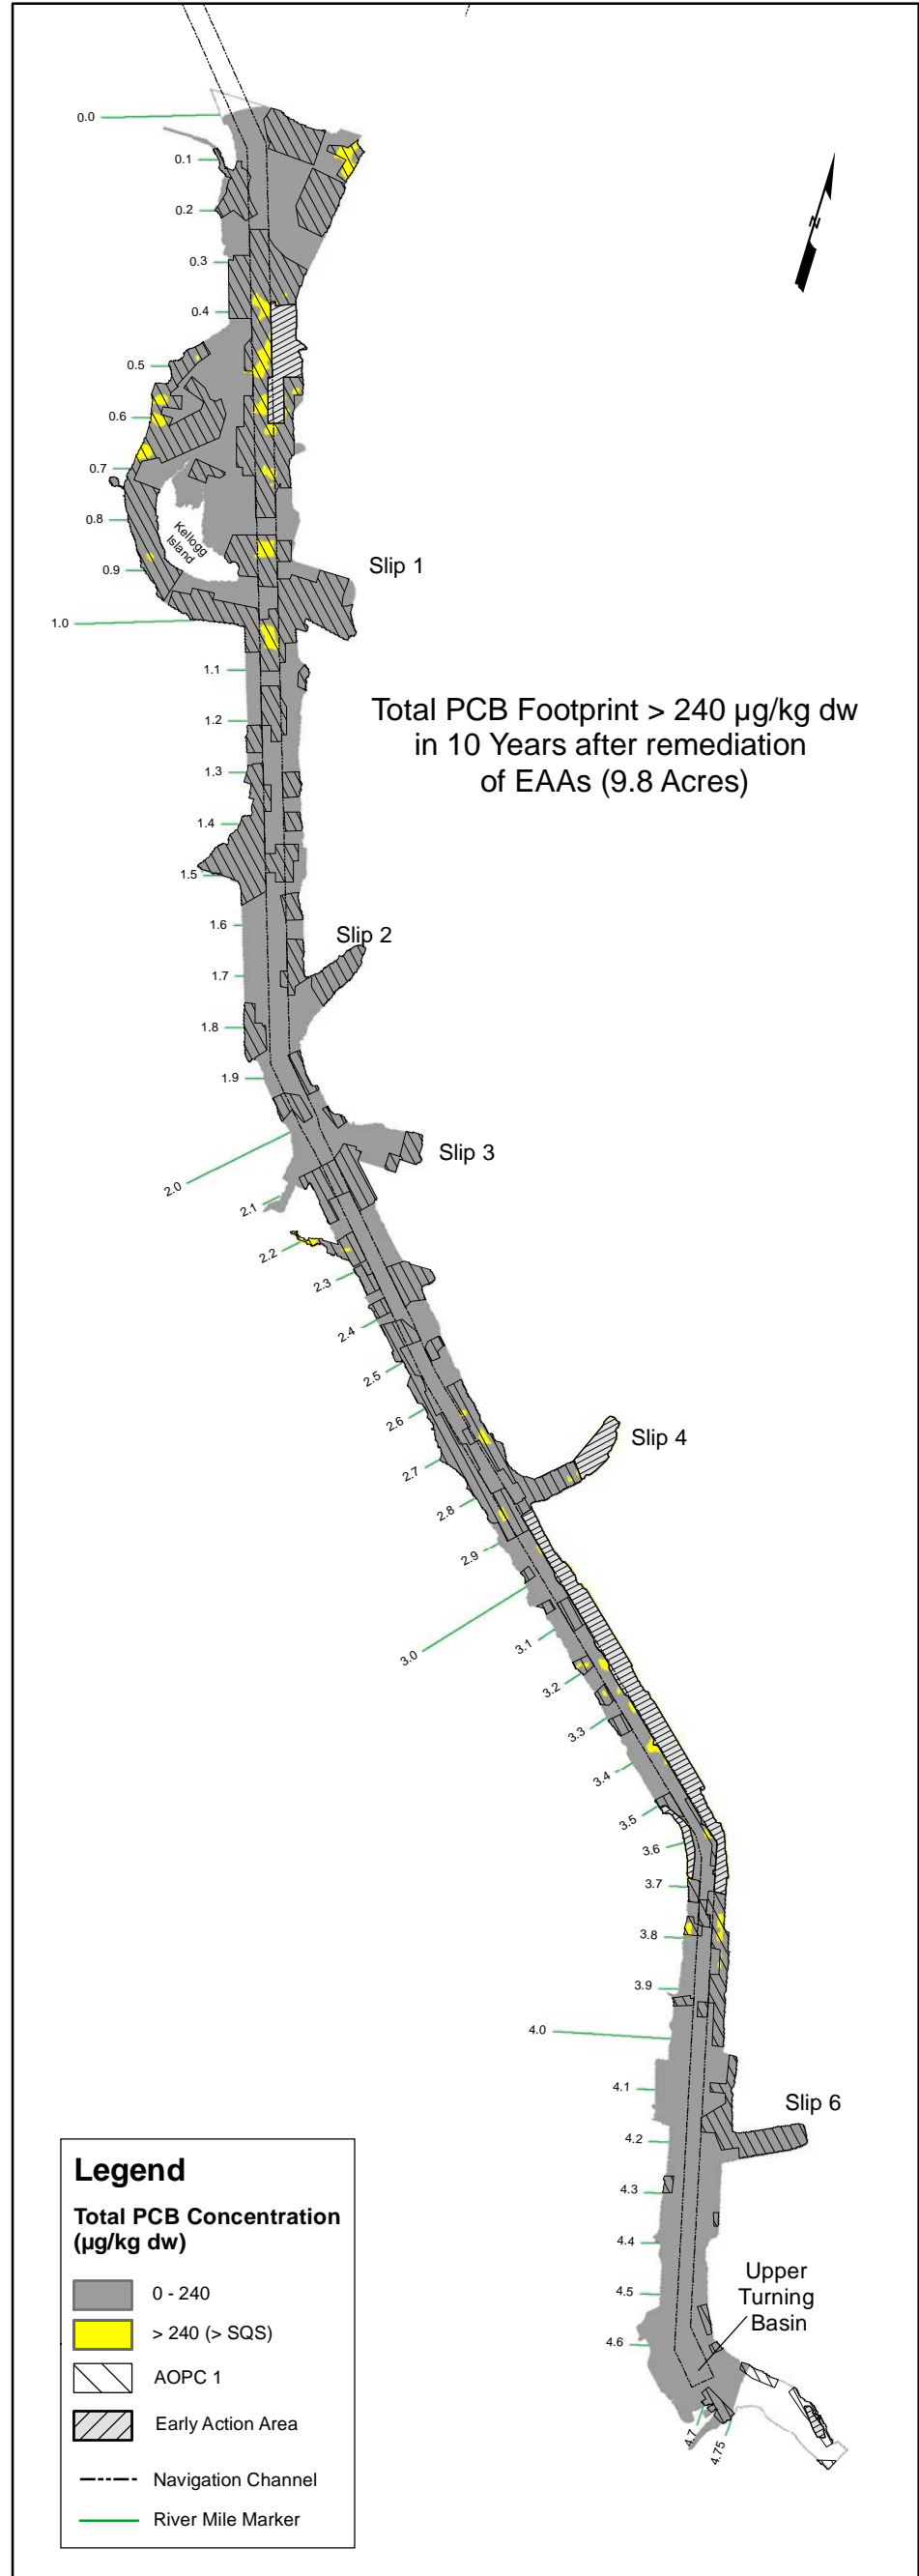 0.0
0.1
N
0.2
0.3
0.4
0.5
0.6
0.7
0.8
Kellogg
Island
0.9
Slip 1
1.0
1.1
Total PCB Footprint > 240 µg/kg dw
in 10 Years after remediation
of EAAs (9.8 Acres)
1.2
1.3
1.4
1.5
1.6
Slip 2
1.7
1.8
1.9
Slip 3
2.0
2.1
2.2
2.3
2.4
2.5
2.6
Slip 4
2.7
2.8
2.9
3.0
3.1
3.2
3.3
3.4
3.5
3.6
3.7
3.8
3.9
4.0
4.1
Slip 6
4.2
4.3
4.4
4.5
Upper
Turning
Basin
4.6
4.7
4.75
Legend
Total PCB Concentration
(µg/kg dw)
0 - 240
> 240 (> SQS)
AOPC 1
Early Action Area
Navigation Channel
River Mile Marker